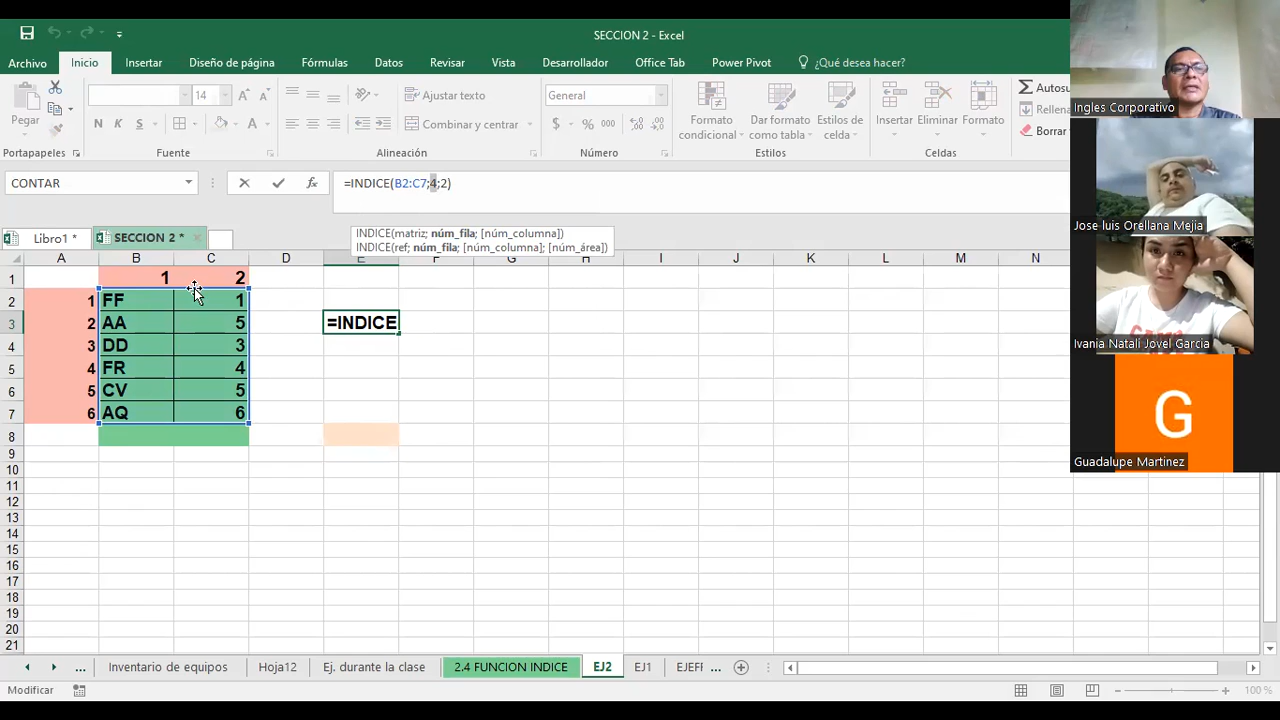 SECCION 2 - Excel
Archivo Inicio Insertar Diseño de página Fórmulas Datos Revisar Vista Desarrollador Office Tab Power Pivot ¿Qué desea hacer?
Pegar
14
N K S
Ajustar texto
Combinar y centrar
General
$ % 000
Formato condicional
Dar formato como tabla
Estilos de celda
Insertar Eliminar Formato
Autosu
Rellena
Borrar
Portapapeles Fuente Alineación Número Estilos Celdas
CONTAR
=INDICE(B2:C7;4;2)
INDICE(matriz; núm_fila; [núm_columna])
INDICE(ref; núm_fila; [núm_columna]; [núm_área])
Libro1 * SECCION 2 *
A B C D E F G H I J K L M N
1 1 2
2 1 FF 1
3 2 AA 5 =INDICE
4 3 DD 3
5 4 FR 4
6 5 CV 5
7 6 AQ 6
8
9
10
11
12
13
14
15
16
17
18
19
20
21
... Inventario de equipos Hoja12 Ej. durante la clase 2.4 FUNCION INDICE EJ2 EJ1 EJEFF ...
Modificar
100 %
Ingles Corporativo
Jose luis Orellana Mejia
Ivania Natali Jovel Garcia
G
Guadalupe Martinez